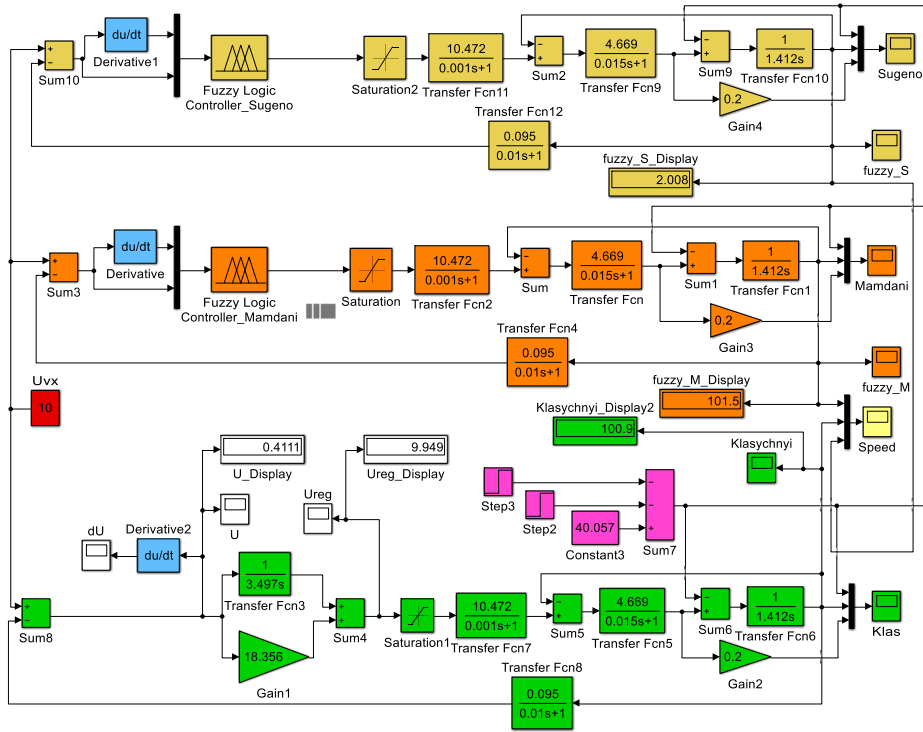 du/dt
Derivative1
+
−
Sum10
Fuzzy Logic
Controller_Sugeno
Saturation2
10.472
0.001s+1
Transfer Fcn11
−
+
Sum2
4.669
0.015s+1
Transfer Fcn9
−
+
Sum9
1
1.412s
Transfer Fcn10
0.2
Gain4
Sugeno
Transfer Fcn12
0.095
0.01s+1
fuzzy_S
fuzzy_S_Display
2.008
+
−
Sum3
du/dt
Derivative
Fuzzy Logic
Controller_Mamdani
Saturation
10.472
0.001s+1
Transfer Fcn2
−
+
Sum
4.669
0.015s+1
Transfer Fcn
−
+
Sum1
1
1.412s
Transfer Fcn1
0.2
Gain3
Mamdani
Transfer Fcn4
0.095
0.01s+1
fuzzy_M
fuzzy_M_Display
101.5
Uvx
10
Klasychnyi_Display2
100.9
Speed
Klasychnyi
0.4111
U_Display
9.949
Ureg_Display
Ureg
U
dU
Derivative2
du/dt
Step3
Step2
40.057
Constant3
−
−
+
Sum7
+
−
Sum8
1
3.497s
Transfer Fcn3
18.356
Gain1
+
+
Sum4
Saturation1
10.472
0.001s+1
Transfer Fcn7
−
+
Sum5
4.669
0.015s+1
Transfer Fcn5
−
+
Sum6
1
1.412s
Transfer Fcn6
0.2
Gain2
Klas
Transfer Fcn8
0.095
0.01s+1